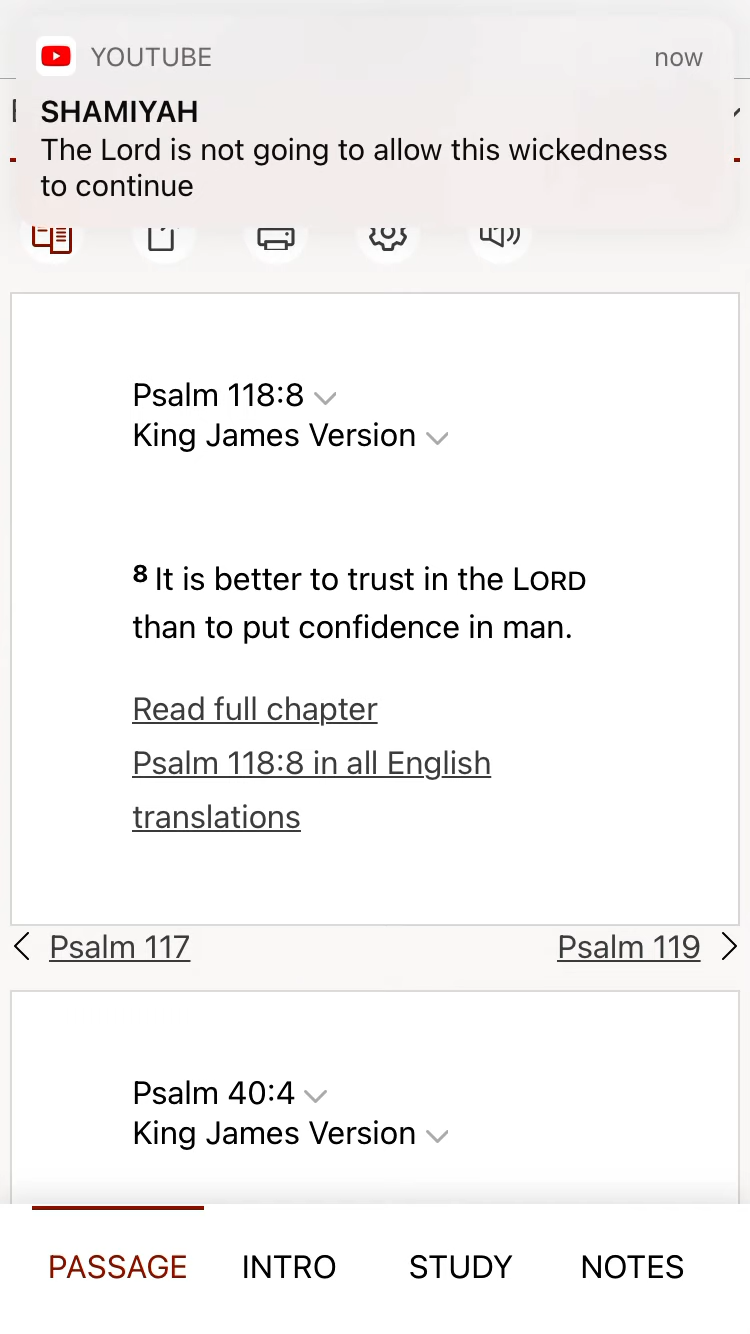 YOUTUBE now
SHAMIYAH
The Lord is not going to allow this wickedness
to continue
Psalm 118:8
King James Version
8 It is better to trust in the LORD
than to put confidence in man.
Read full chapter
Psalm 118:8 in all English
translations
Psalm 117 Psalm 119
Psalm 40:4
King James Version
PASSAGE INTRO STUDY NOTES